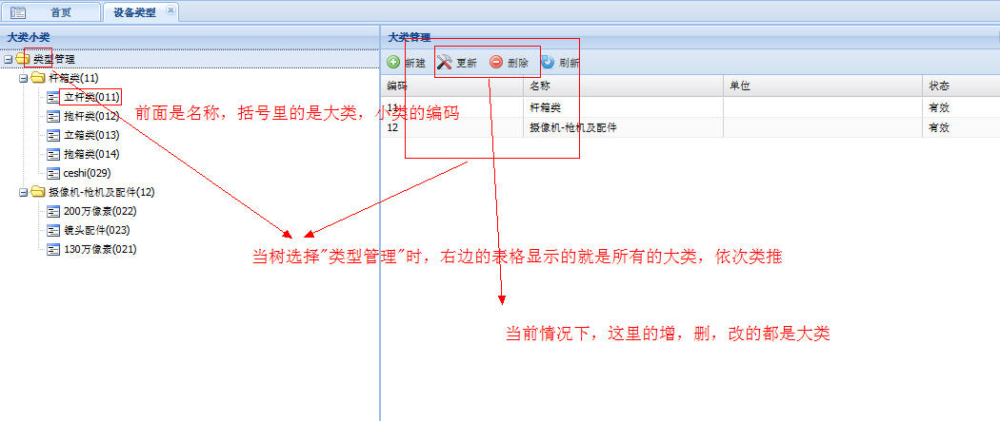 首页 设备类型
大类小类
类型管理
杆箱类(11)
立杆类(011)
抱杆类(012)
立箱类(013)
抱箱类(014)
ceshi(029)
摄像机-枪机及配件(12)
200万像素(022)
镜头配件(023)
130万像素(021)
大类管理
新建 更新 删除 刷新
编码 名称 单位 状态
11 杆箱类 有效
12 摄像机-枪机及配件 有效
前面是名称，括号里的是大类，小类的编码
当树选择"类型管理"时，右边的表格显示的就是所有的大类，依次类推
当前情况下，这里的增，删，改的都是大类